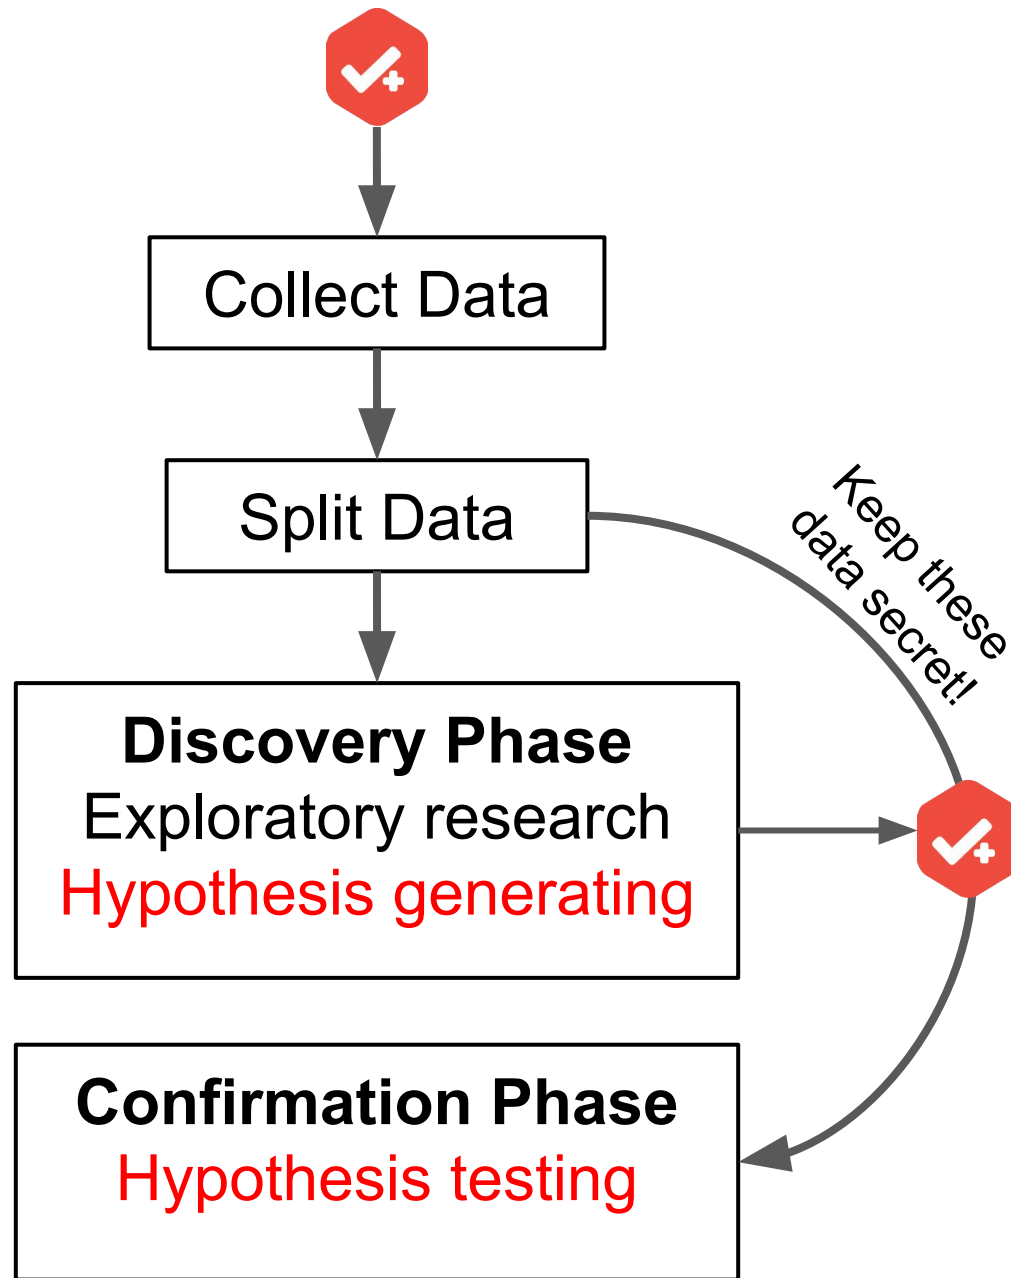 Collect Data
Split Data
Keep these
data secret!
Discovery Phase
Exploratory research
Hypothesis generating
Confirmation Phase
Hypothesis testing